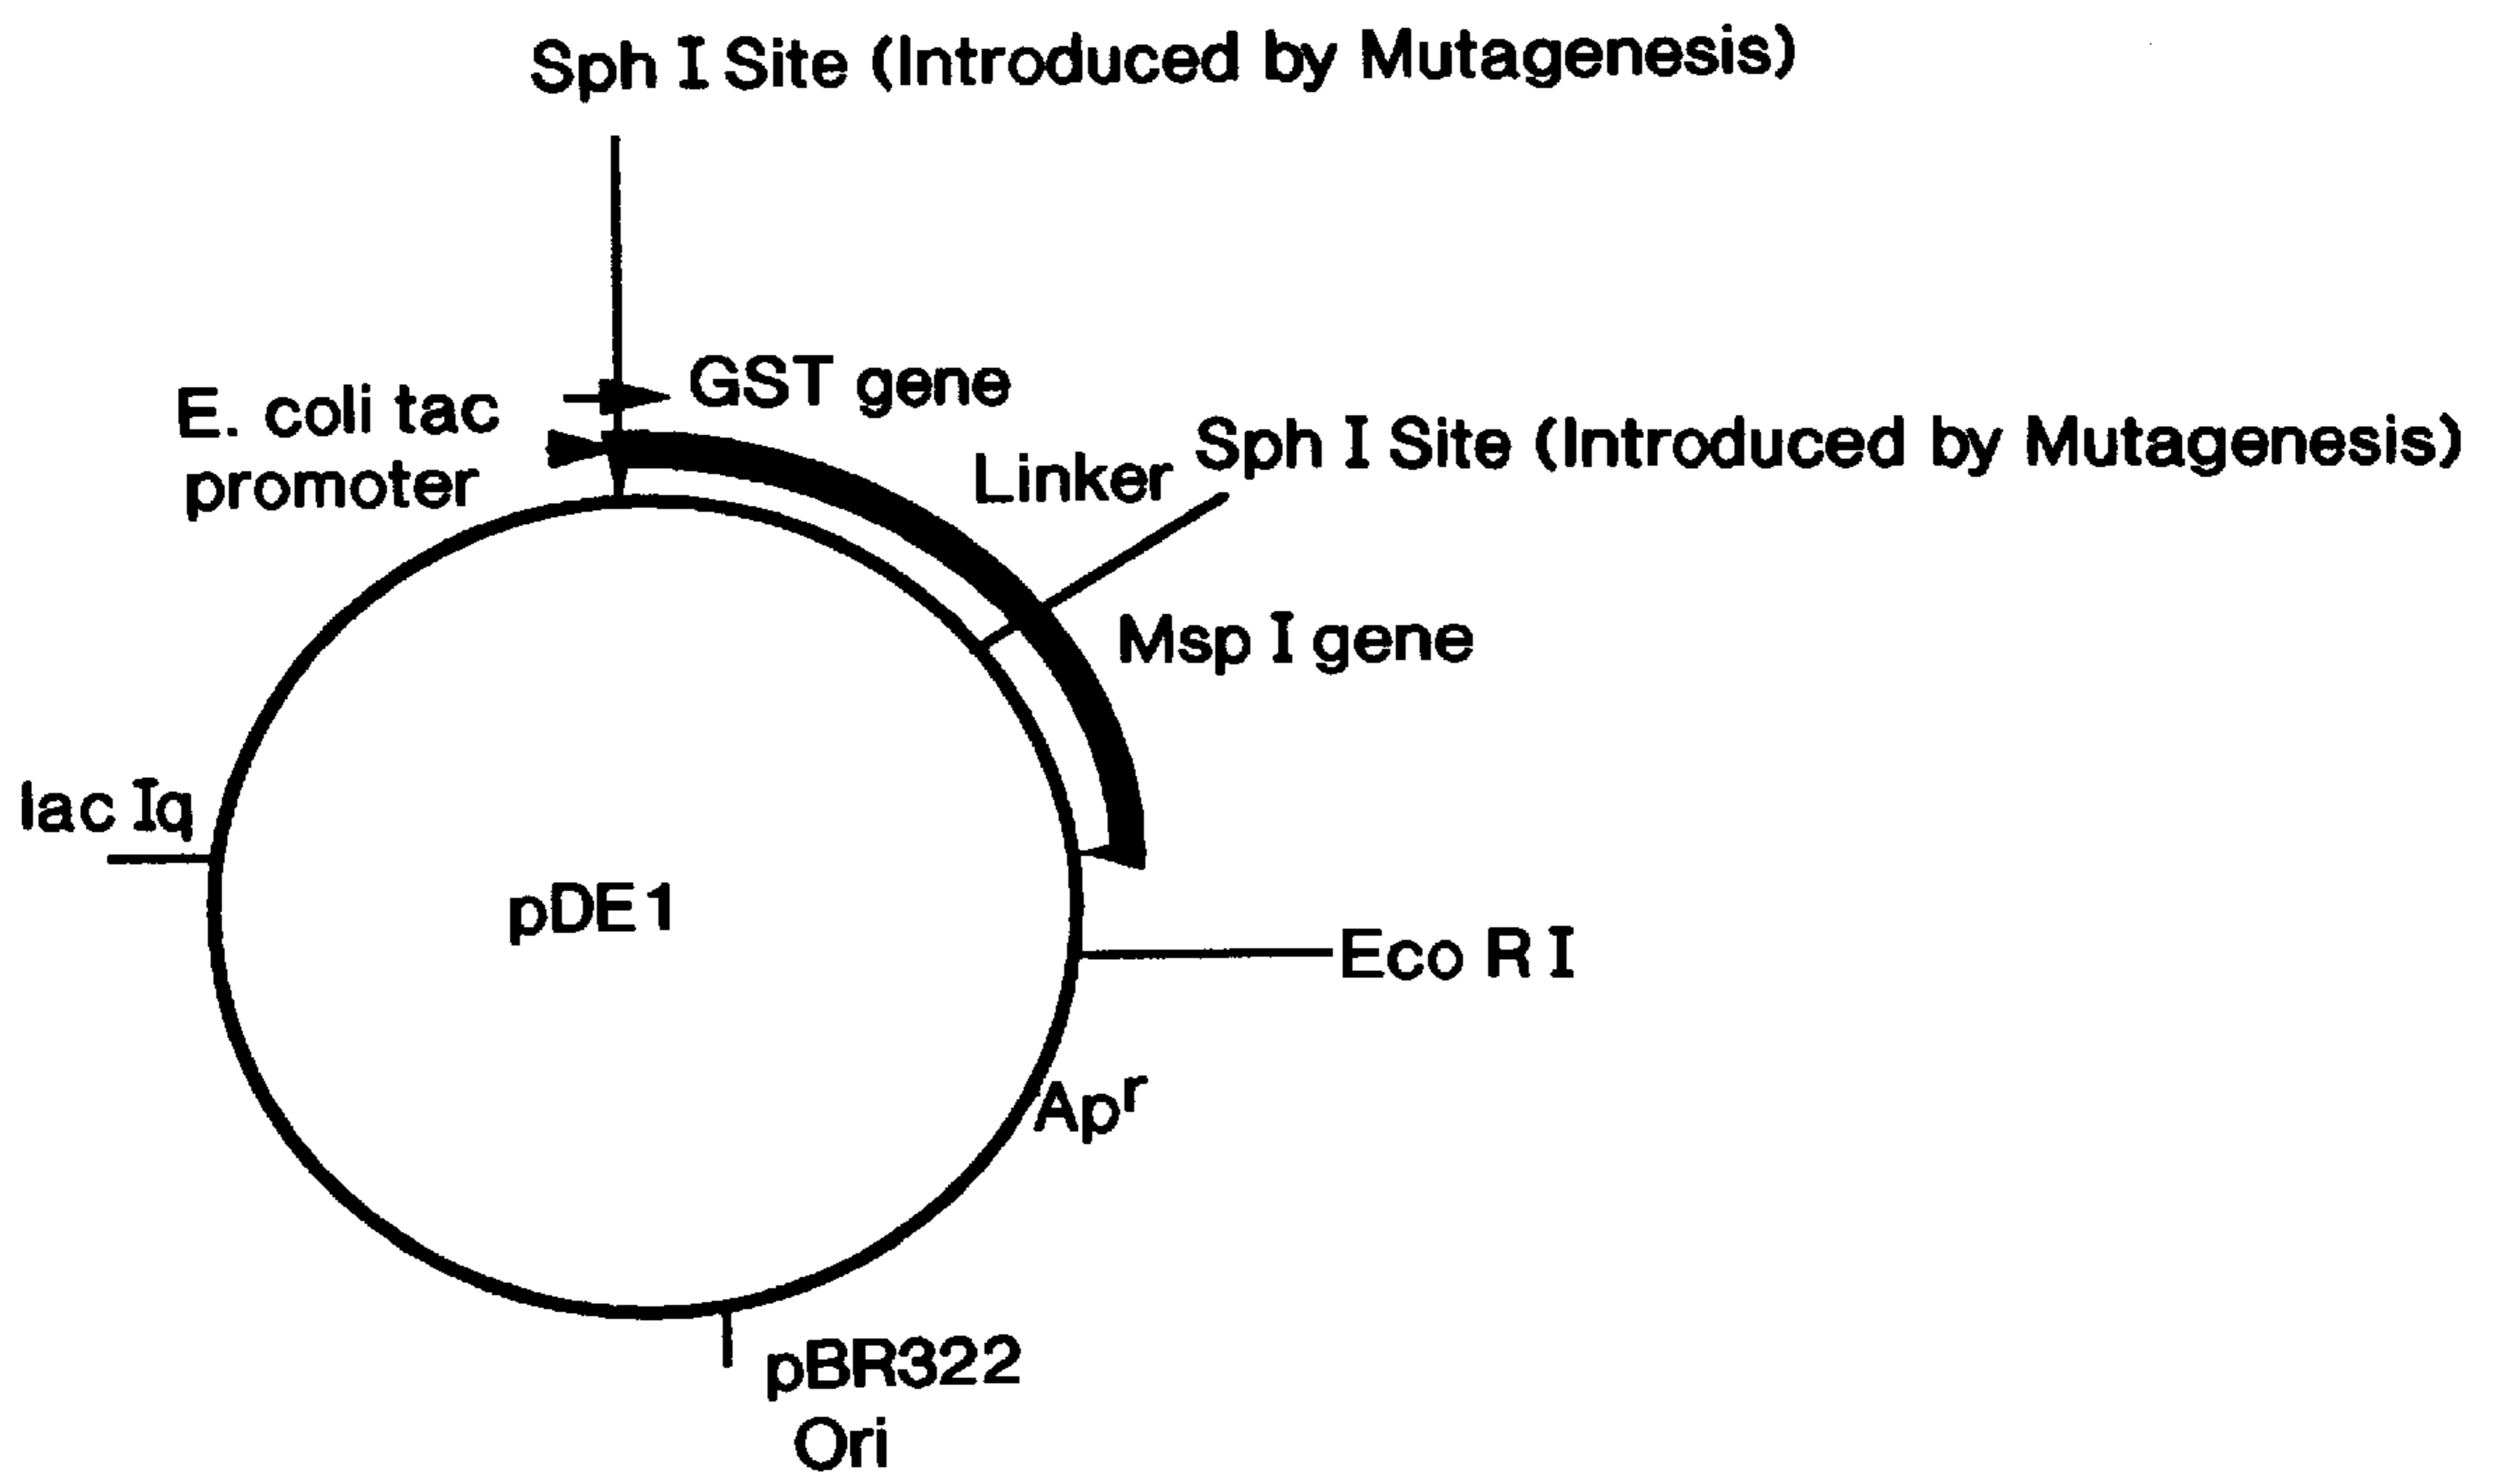 Sph I Site (Introduced by Mutagenesis)
GST gene
E. coli tac
promoter
Linker
Sph I Site (Introduced by Mutagenesis)
Msp I gene
lac Iq
pDE1
Eco R I
Apʳ
pBR322
Ori